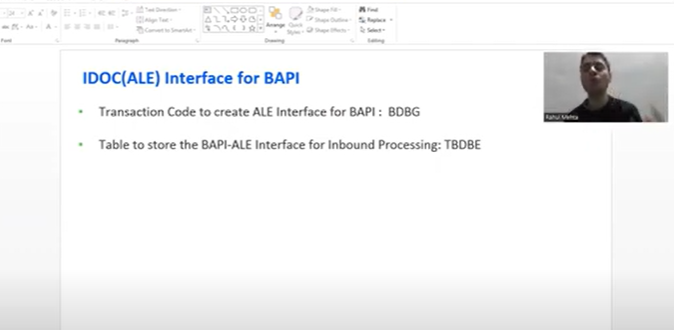 Text Direction
Align Text
Convert to SmartArt
Paragraph
Arrange
Quick
Styles
Drawing
Shape Fill
Shape Outline
Shape Effects
Find
Replace
Select
Font
IDOC(ALE) Interface for BAPI
• Transaction Code to create ALE Interface for BAPI : BDBG
• Table to store the BAPI-ALE Interface for Inbound Processing: TBDBE
Rahul Mehta